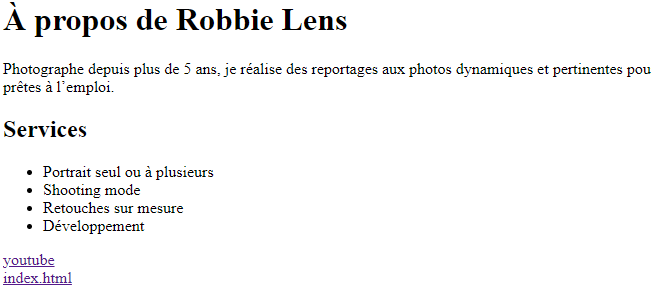 À propos de Robbie Lens
Photographe depuis plus de 5 ans, je réalise des reportages aux photos dynamiques et pertinentes pou
prêtes à l’emploi.
Services
Portrait seul ou à plusieurs
Shooting mode
Retouches sur mesure
Développement
youtube
index.html